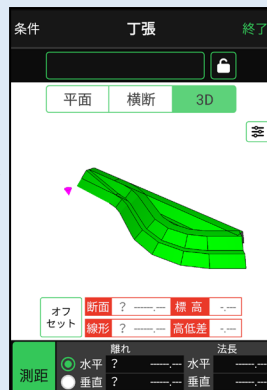 条件 丁張 終了
平面 横断 3D
オフセット 断面 ? -----.--- 標高 -.---
線形 ? -----.--- 高低差 -.---
離れ 法長
測距 水平 ? -----.--- 水平 --.---
垂直 ? -----.--- 垂直 --.---